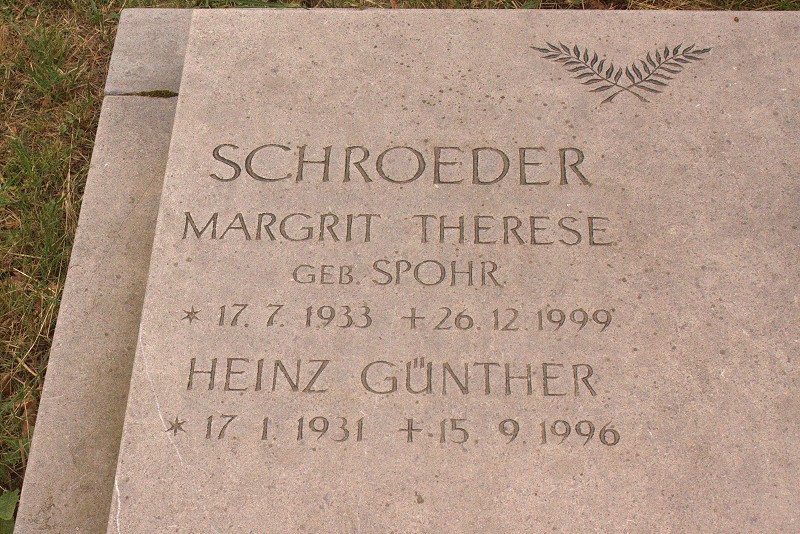 SCHROEDER
MARGRIT THERESE
GEB. SPOHR
* 17. 7. 1933 + 26. 12. 1999
HEINZ GÜNTHER
* 17. 1. 1931 + 15. 9. 1996